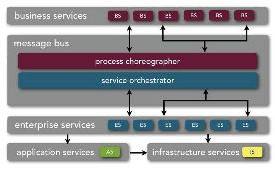 business services BS BS BS BS BS BS
message bus
process choreographer
service orchestrator
enterprise services ES ES ES ES ES ES
application services AS infrastructure services IS